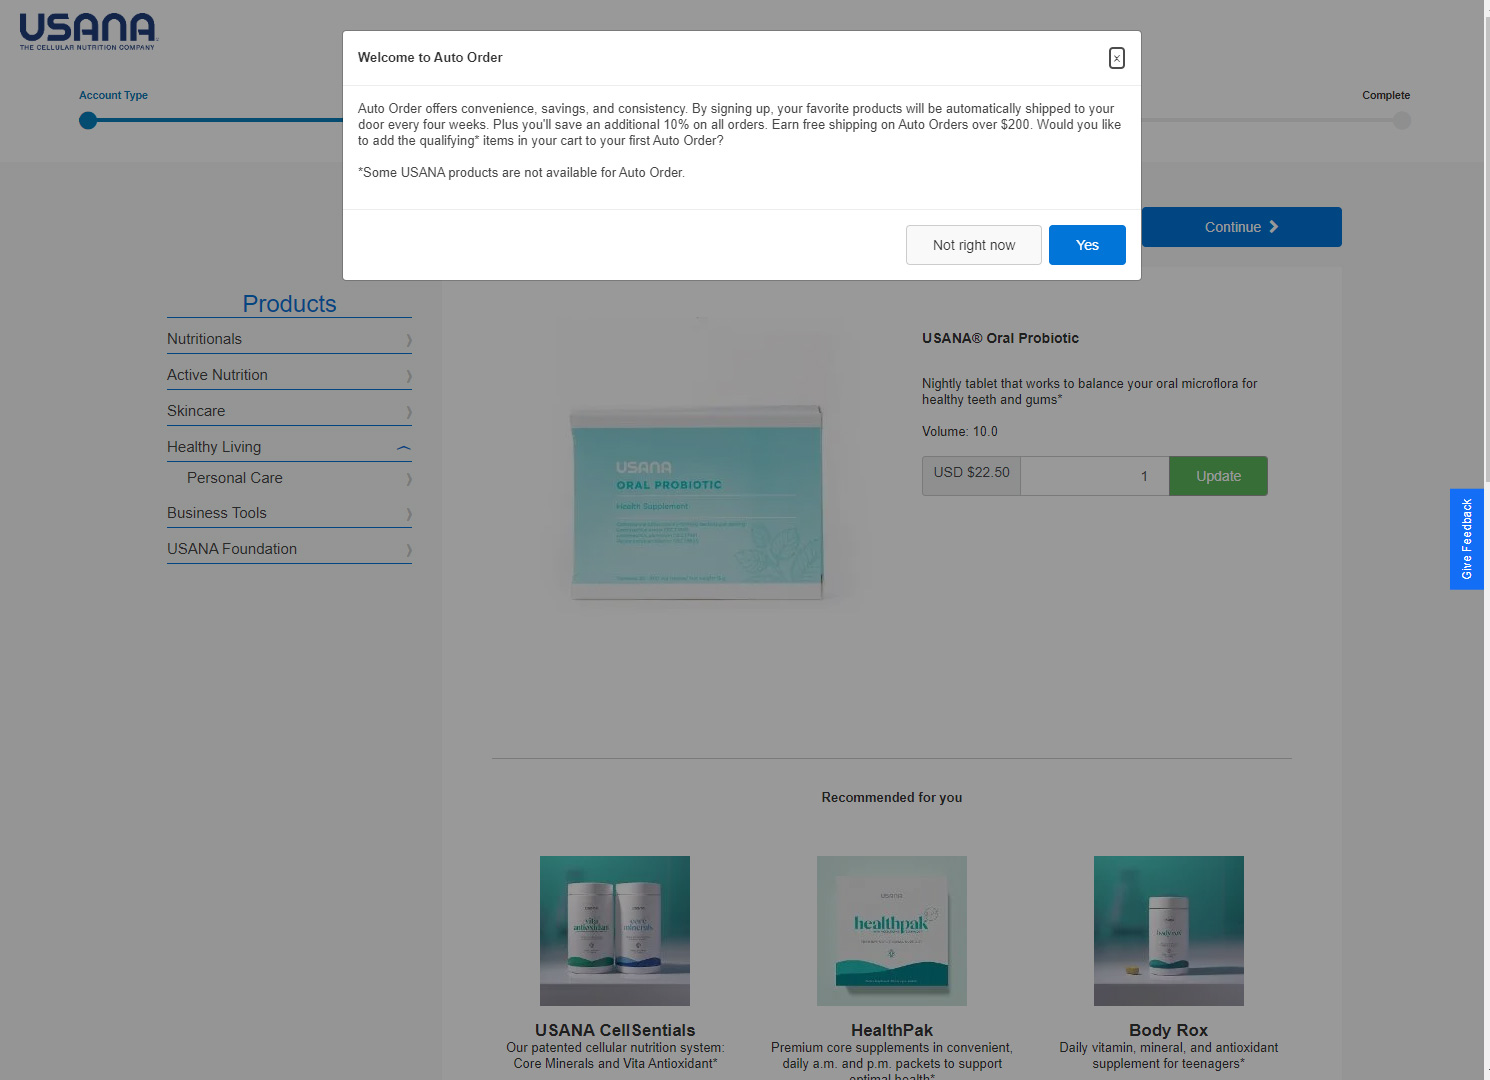 USANA
THE CELLULAR NUTRITION COMPANY
Account Type
Complete
Welcome to Auto Order
x
Auto Order offers convenience, savings, and consistency. By signing up, your favorite products will be automatically shipped to your
door every four weeks. Plus you'll save an additional 10% on all orders. Earn free shipping on Auto Orders over $200. Would you like
to add the qualifying* items in your cart to your first Auto Order?
*Some USANA products are not available for Auto Order.
Not right now
Yes
Continue
Products
Nutritionals
Active Nutrition
Skincare
Healthy Living
Personal Care
Business Tools
USANA Foundation
USANA
ORAL PROBIOTIC
Health Supplement
USANA® Oral Probiotic
Nightly tablet that works to balance your oral microflora for
healthy teeth and gums*
Volume: 10.0
USD $22.50
1
Update
Give Feedback
Recommended for you
vita
antioxidant
core
minerals
USANA
healthpak
body rox
USANA CellSentials
Our patented cellular nutrition system:
Core Minerals and Vita Antioxidant*
HealthPak
Premium core supplements in convenient,
daily a.m. and p.m. packets to support
optimal health*
Body Rox
Daily vitamin, mineral, and antioxidant
supplement for teenagers*